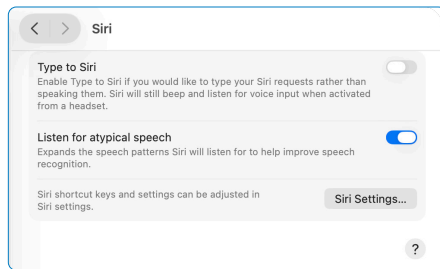 Siri
Type to Siri
Enable Type to Siri if you would like to type your Siri requests rather than
speaking them. Siri will still beep and listen for voice input when activated
from a headset.
Listen for atypical speech
Expands the speech patterns Siri will listen for to help improve speech
recognition.
Siri shortcut keys and settings can be adjusted in
Siri settings.
Siri Settings...
?